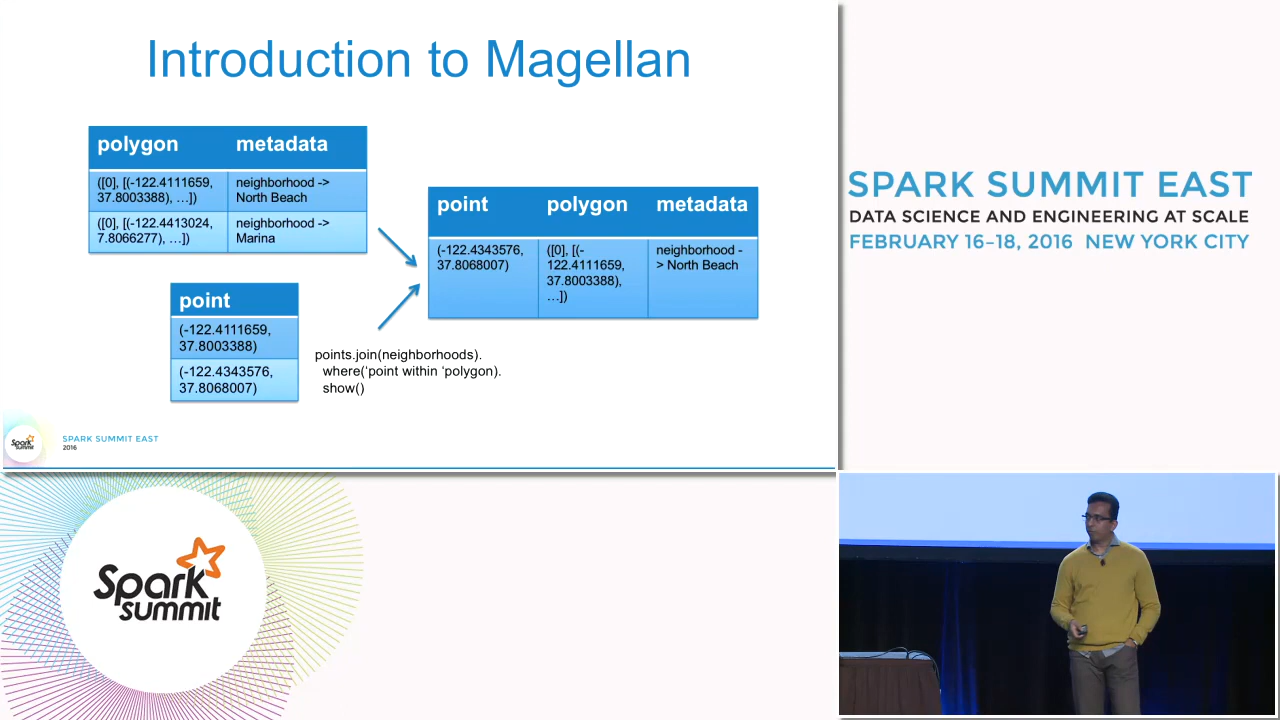 Introduction to Magellan
polygon metadata
([0], [(-122.4111659,
37.8003388), …])
neighborhood ->
North Beach
([0], [(-122.4413024,
7.8066277), …])
neighborhood ->
Marina
point
(-122.4111659,
37.8003388)
(-122.4343576,
37.8068007)
points.join(neighborhoods).
where(‘point within ‘polygon).
show()
point polygon metadata
(-122.4343576,
37.8068007)
([0], [(-
122.4111659,
37.8003388),
…])
neighborhood -
> North Beach
Spark
summit
SPARK SUMMIT EAST
2016
SPARK SUMMIT EAST
DATA SCIENCE AND ENGINEERING AT SCALE
FEBRUARY 16–18, 2016 NEW YORK CITY
Spark
summit